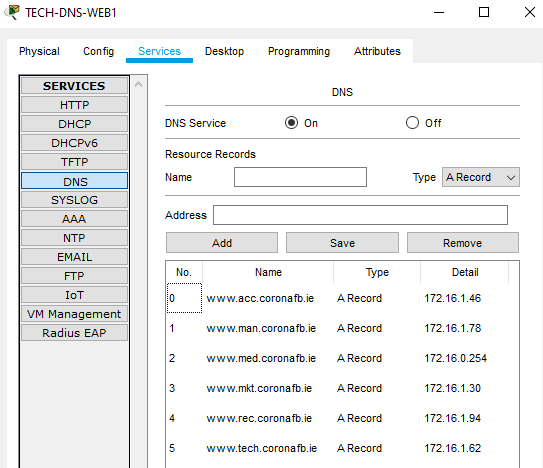 TECH-DNS-WEB1
Physical Config Services Desktop Programming Attributes
SERVICES
HTTP
DHCP
DHCPv6
TFTP
DNS
SYSLOG
AAA
NTP
EMAIL
FTP
IoT
VM Management
Radius EAP
DNS
DNS Service On Off
Resource Records
Name Type A Record
Address
Add Save Remove
No. Name Type Detail
0 www.acc.coronafb.ie A Record 172.16.1.46
1 www.man.coronafb.ie A Record 172.16.1.78
2 www.med.coronafb.ie A Record 172.16.0.254
3 www.mkt.coronafb.ie A Record 172.16.1.30
4 www.rec.coronafb.ie A Record 172.16.1.94
5 www.tech.coronafb.ie A Record 172.16.1.62